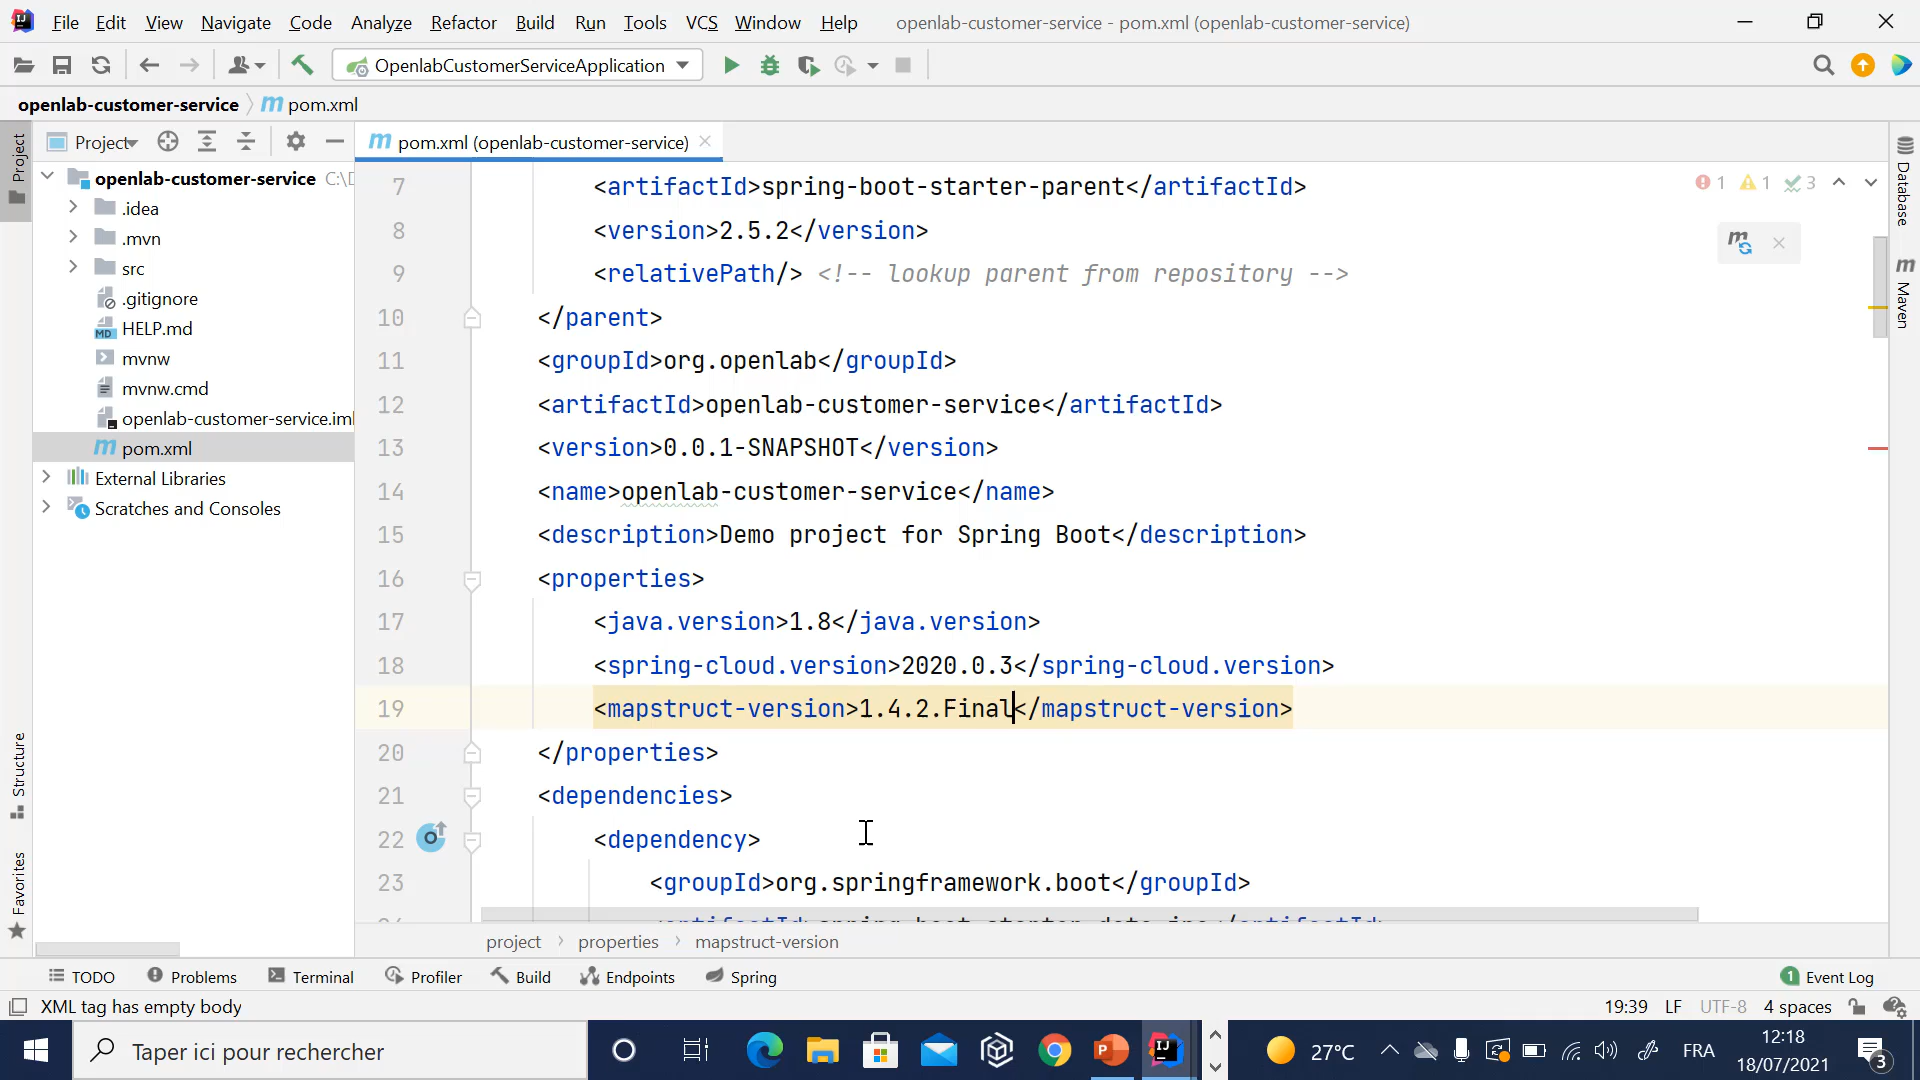 File Edit View Navigate Code Analyze Refactor Build Run Tools VCS Window Help openlab-customer-service - pom.xml (openlab-customer-service)
OpenlabCustomerServiceApplication
openlab-customer-service pom.xml
Project
pom.xml (openlab-customer-service)
Project
openlab-customer-service C:\
.idea
.mvn
src
.gitignore
HELP.md
mvnw
mvnw.cmd
openlab-customer-service.iml
pom.xml
External Libraries
Scratches and Consoles
Structure
Favorites
7 <artifactId>spring-boot-starter-parent</artifactId>
8 <version>2.5.2</version>
9 <relativePath/> <!-- lookup parent from repository -->
10 </parent>
11 <groupId>org.openlab</groupId>
12 <artifactId>openlab-customer-service</artifactId>
13 <version>0.0.1-SNAPSHOT</version>
14 <name>openlab-customer-service</name>
15 <description>Demo project for Spring Boot</description>
16 <properties>
17 <java.version>1.8</java.version>
18 <spring-cloud.version>2020.0.3</spring-cloud.version>
19 <mapstruct-version>1.4.2.Final</mapstruct-version>
20 </properties>
21 <dependencies>
22 <dependency>
23 <groupId>org.springframework.boot</groupId>
1 1 3
Database
Maven
project properties mapstruct-version
TODO Problems Terminal Profiler Build Endpoints Spring 1 Event Log
XML tag has empty body 19:39 LF UTF-8 4 spaces
Taper ici pour rechercher 27°C FRA 12:18
18/07/2021 3